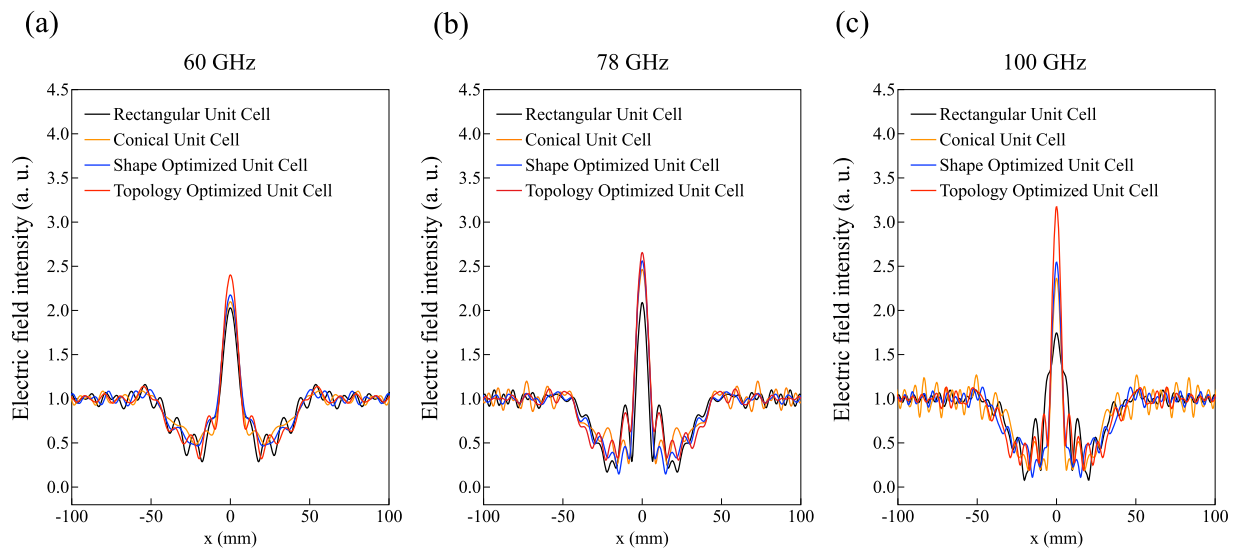 (a)
60 GHz
Electric field intensity (a. u.)
4.5
4.0
3.5
3.0
2.5
2.0
1.5
1.0
0.5
0.0
Rectangular Unit Cell
Conical Unit Cell
Shape Optimized Unit Cell
Topology Optimized Unit Cell
-100 -50 0 50 100
x (mm)
(b)
78 GHz
Electric field intensity (a. u.)
4.5
4.0
3.5
3.0
2.5
2.0
1.5
1.0
0.5
0.0
Rectangular Unit Cell
Conical Unit Cell
Shape Optimized Unit Cell
Topology Optimized Unit Cell
-100 -50 0 50 100
x (mm)
(c)
100 GHz
Electric field intensity (a. u.)
4.5
4.0
3.5
3.0
2.5
2.0
1.5
1.0
0.5
0.0
Rectangular Unit Cell
Conical Unit Cell
Shape Optimized Unit Cell
Topology Optimized Unit Cell
-100 -50 0 50 100
x (mm)